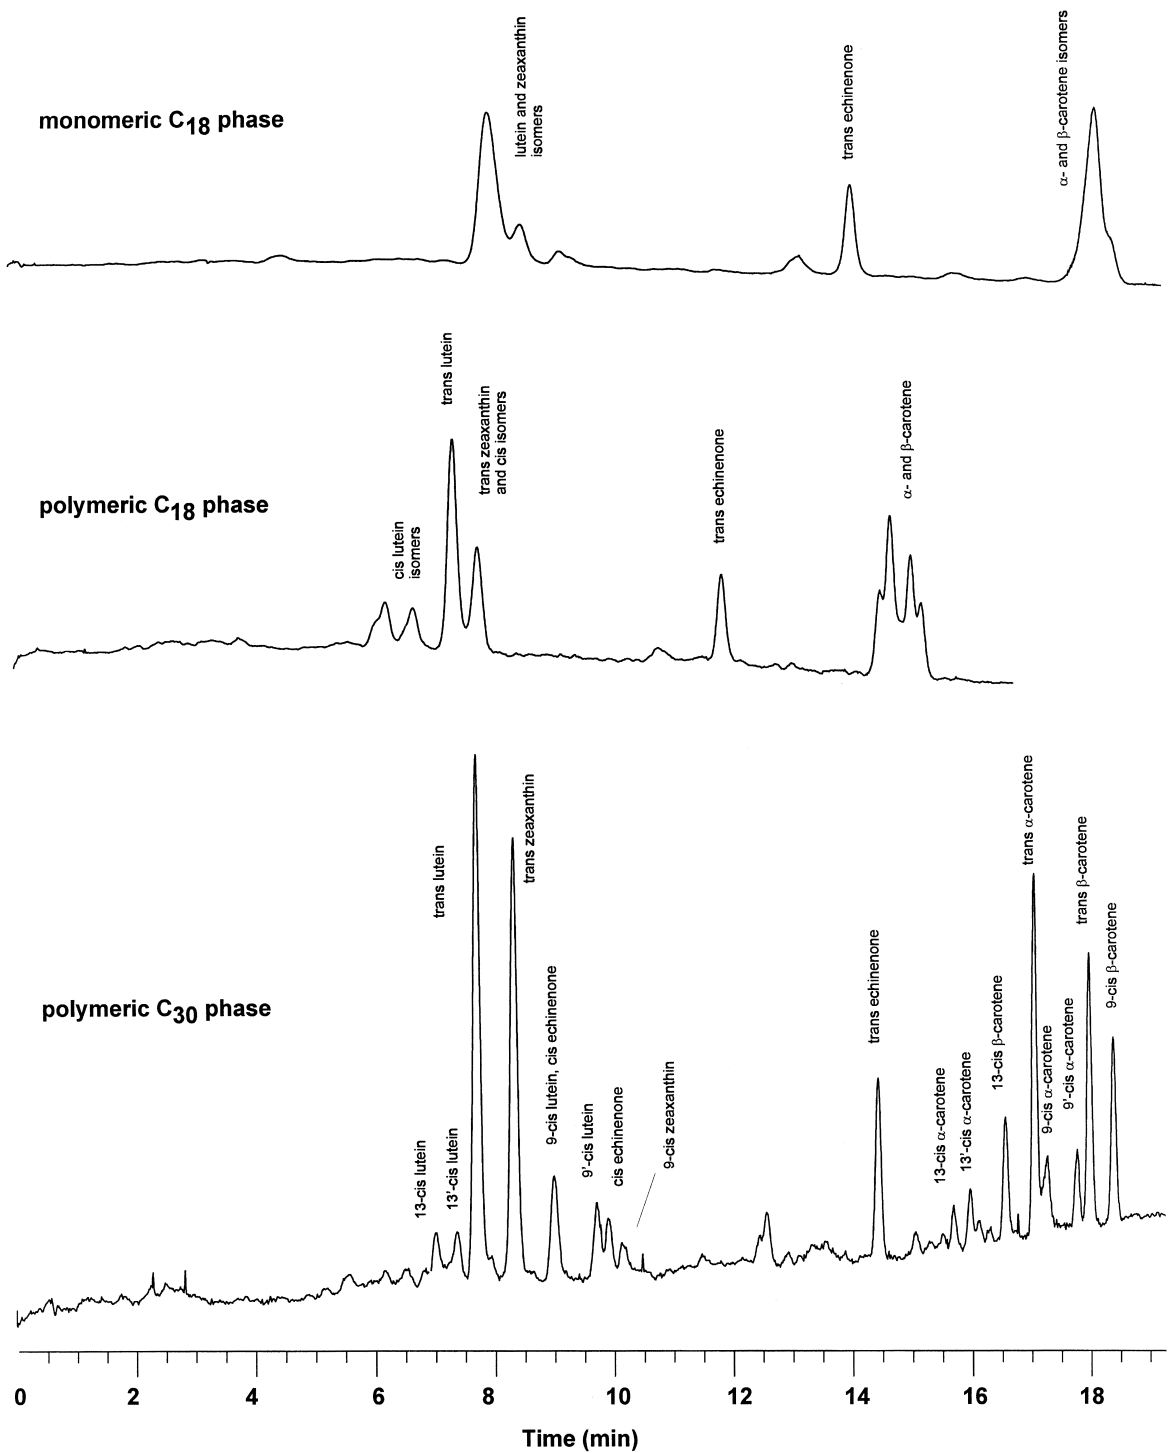 monomeric C18 phase
lutein and zeaxanthin
isomers
trans echinenone
α- and β-carotene isomers
polymeric C18 phase
cis lutein
isomers
trans lutein
trans zeaxanthin
and cis isomers
trans echinenone
α- and β-carotene
polymeric C30 phase
13-cis lutein
13'-cis lutein
trans lutein
trans zeaxanthin
9-cis lutein, cis echinenone
9'-cis lutein
cis echinenone
9-cis zeaxanthin
trans echinenone
13-cis α-carotene
13'-cis α-carotene
13-cis β-carotene
trans α-carotene
9-cis α-carotene
9'-cis α-carotene
trans β-carotene
9-cis β-carotene
0 2 4 6 8 10 12 14 16 18
Time (min)